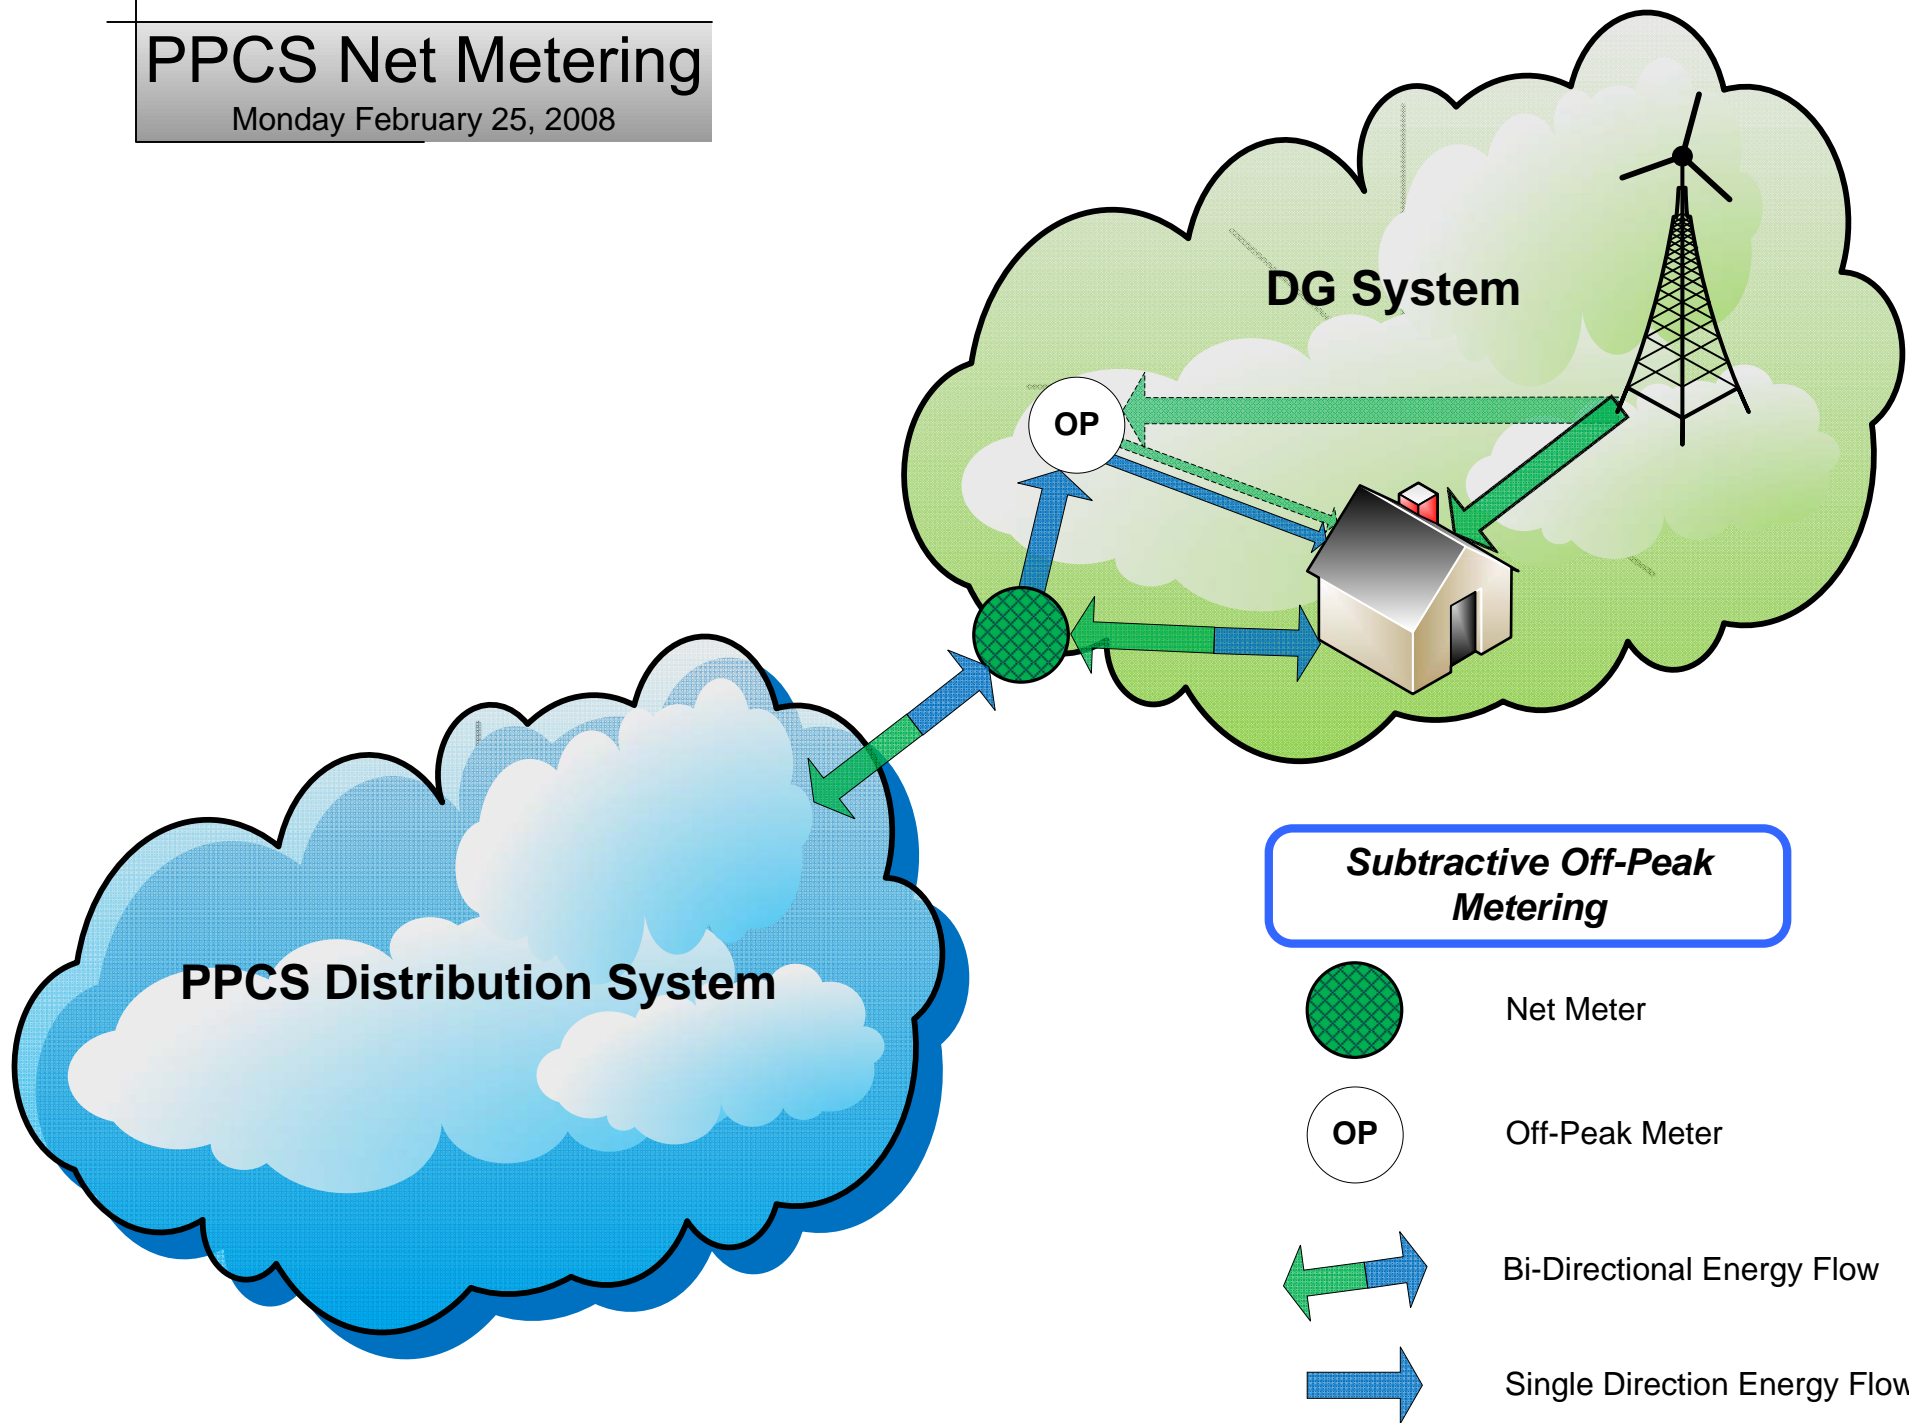 PPCS Net Metering
Monday February 25, 2008
DG System
OP
PPCS Distribution System
Subtractive Off-Peak
Metering
Net Meter
OP
Off-Peak Meter
Bi-Directional Energy Flow
Single Direction Energy Flow